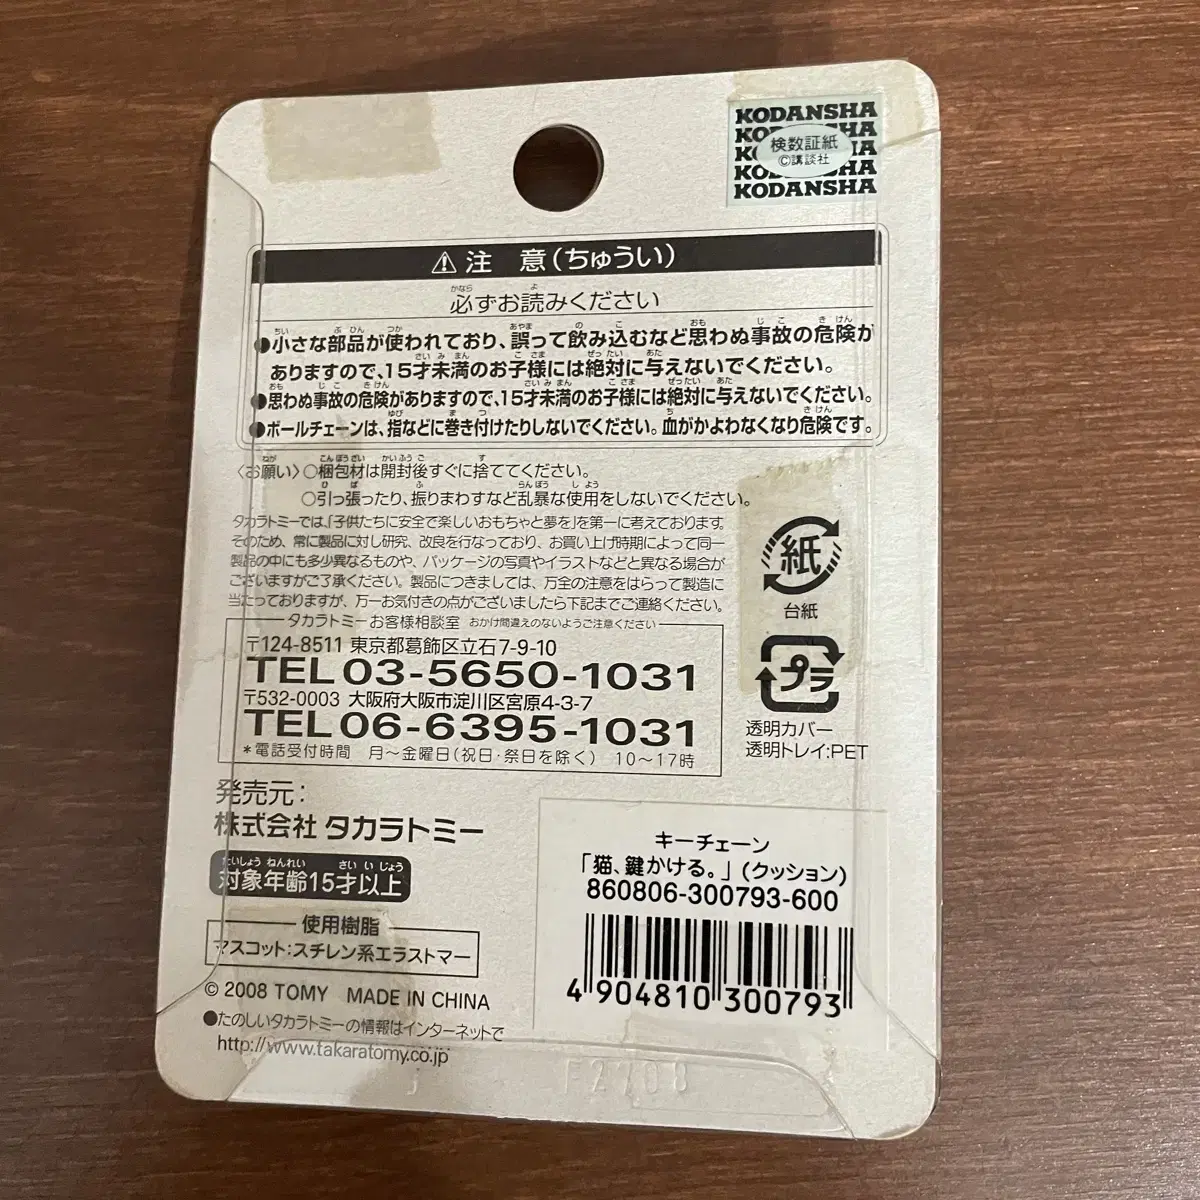 KODANSHA
KODANSHA
KODANSHA
KODANSHA
KODANSHA
検数証紙
©講談社
⚠注 意(ちゅうい)
必ずお読みください
●小さな部品が使われており、誤って飲み込むなど思わぬ事故の危険が
ありますので、15才未満のお子様には絶対に与えないでください。
●思わぬ事故の危険がありますので、15才未満のお子様には絶対に与えないでください。
●ボールチェーンは、指などに巻き付けたりしないでください。血がかよわなくなり危険です。
〈お願い〉○梱包材は開封後すぐに捨ててください。
○引っ張ったり、振りまわすなど乱暴な使用をしないでください。
タカラトミーでは、「子供たちに安全で楽しいおもちゃと夢を」を第一に考えております。
そのため、常に製品に対し研究、改良を行なっており、お買い上げ時期によって同一
製品の中にも多少異なるものや、パッケージの写真やイラストなどと異なる場合が
ございますがご了承ください。製品につきましては、万全の注意をはらって製造に
当たっておりますが、万一お気付きの点がございましたら下記までご連絡ください。
タカラトミーお客様相談室 おかけ間違えのないようご注意ください
〒124-8511 東京都葛飾区立石7-9-10
TEL 03-5650-1031
〒532-0003 大阪府大阪市淀川区宮原4-3-7
TEL 06-6395-1031
*電話受付時間 月〜金曜日(祝日・祭日を除く) 10〜17時
紙
台紙
プラ
透明カバー
透明トレイ:PET
発売元:
株式会社 タカラトミー
たいしょう ねんれい さい い じょう
対象年齢15才以上
使用樹脂
マスコット:スチレン系エラストマー
© 2008 TOMY MADE IN CHINA
●たのしいタカラトミーの情報はインターネットで
http://www.takaratomy.co.jp
キーチェーン
「猫、鍵かける。」(クッション)
860806-300793-600
4 904810 300793